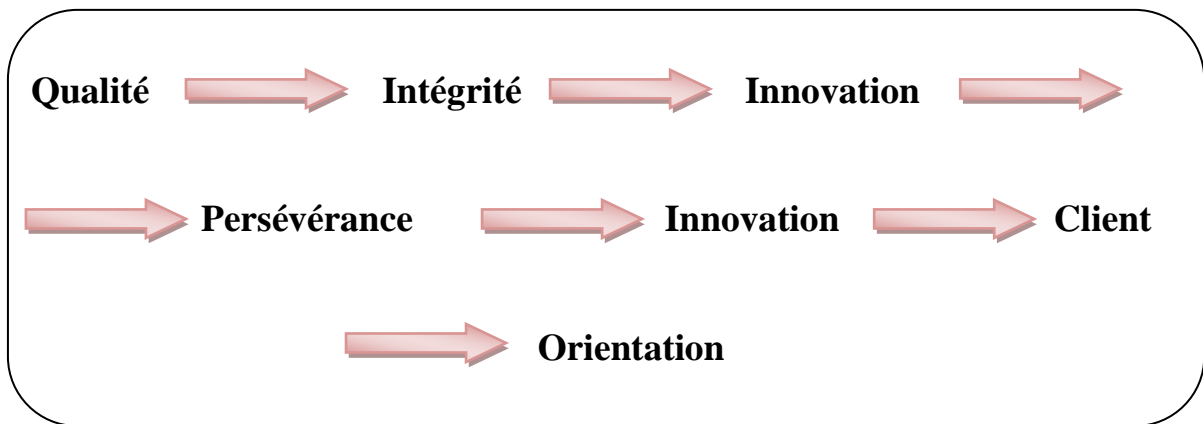 Qualité Intégrité Innovation
Persévérance Innovation Client
Orientation